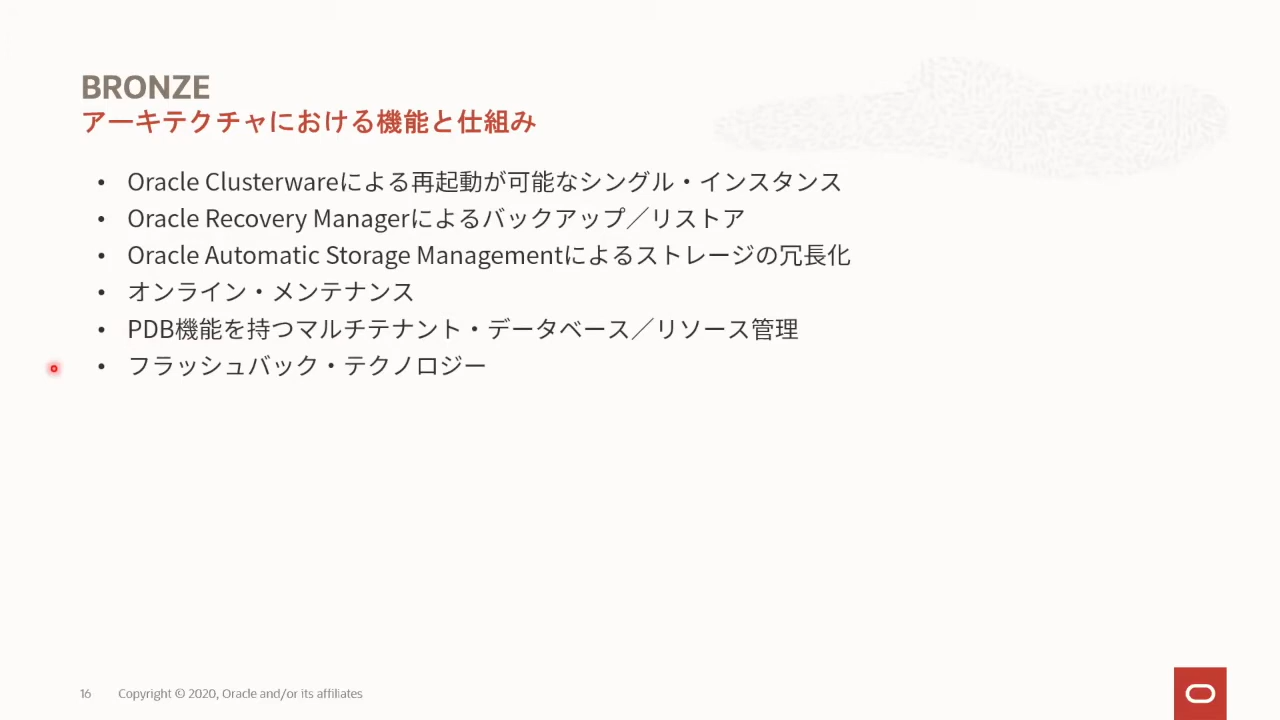 BRONZE
アーキテクチャにおける機能と仕組み
• Oracle Clusterwareによる再起動が可能なシングル・インスタンス
• Oracle Recovery Managerによるバックアップ／リストア
• Oracle Automatic Storage Managementによるストレージの冗長化
• オンライン・メンテナンス
• PDB機能を持つマルチテナント・データベース／リソース管理
• フラッシュバック・テクノロジー
16 Copyright © 2020, Oracle and/or its affiliates